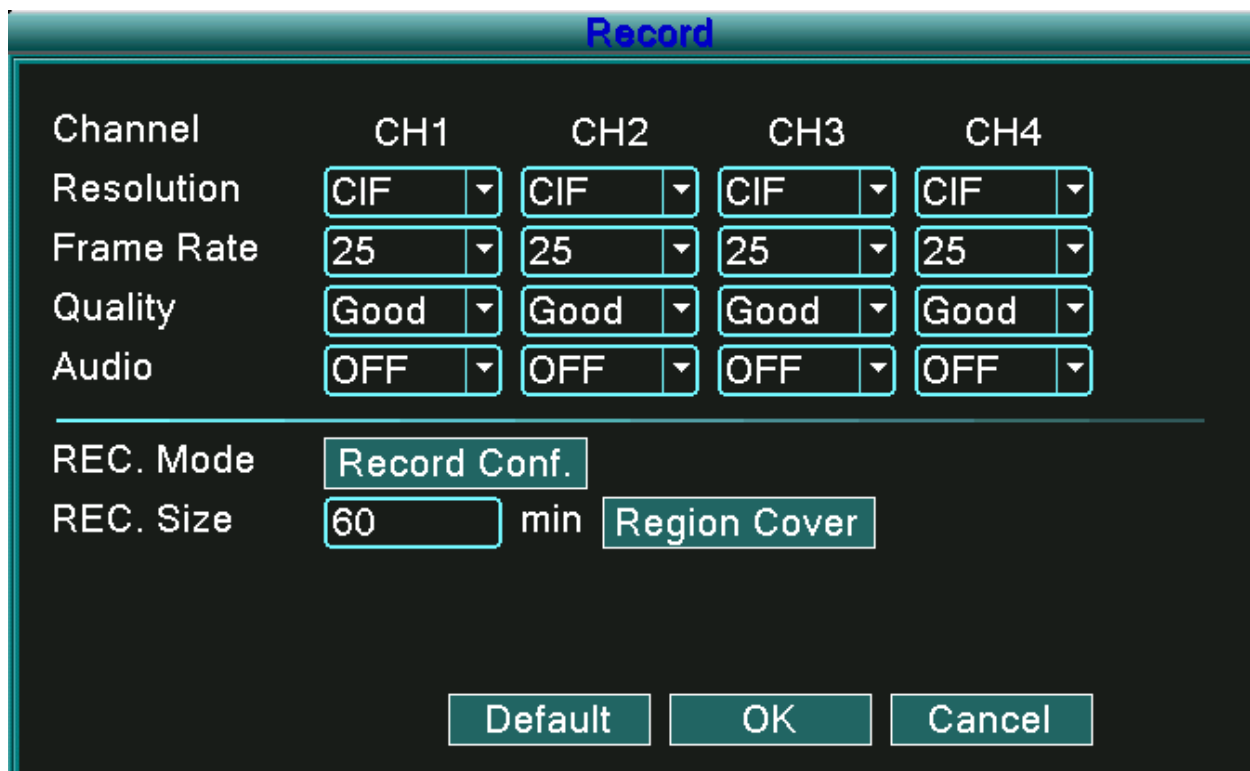 Record
Channel CH1 CH2 CH3 CH4
Resolution CIF CIF CIF CIF
Frame Rate 25 25 25 25
Quality Good Good Good Good
Audio OFF OFF OFF OFF
REC. Mode Record Conf.
REC. Size 60 min Region Cover
Default OK Cancel